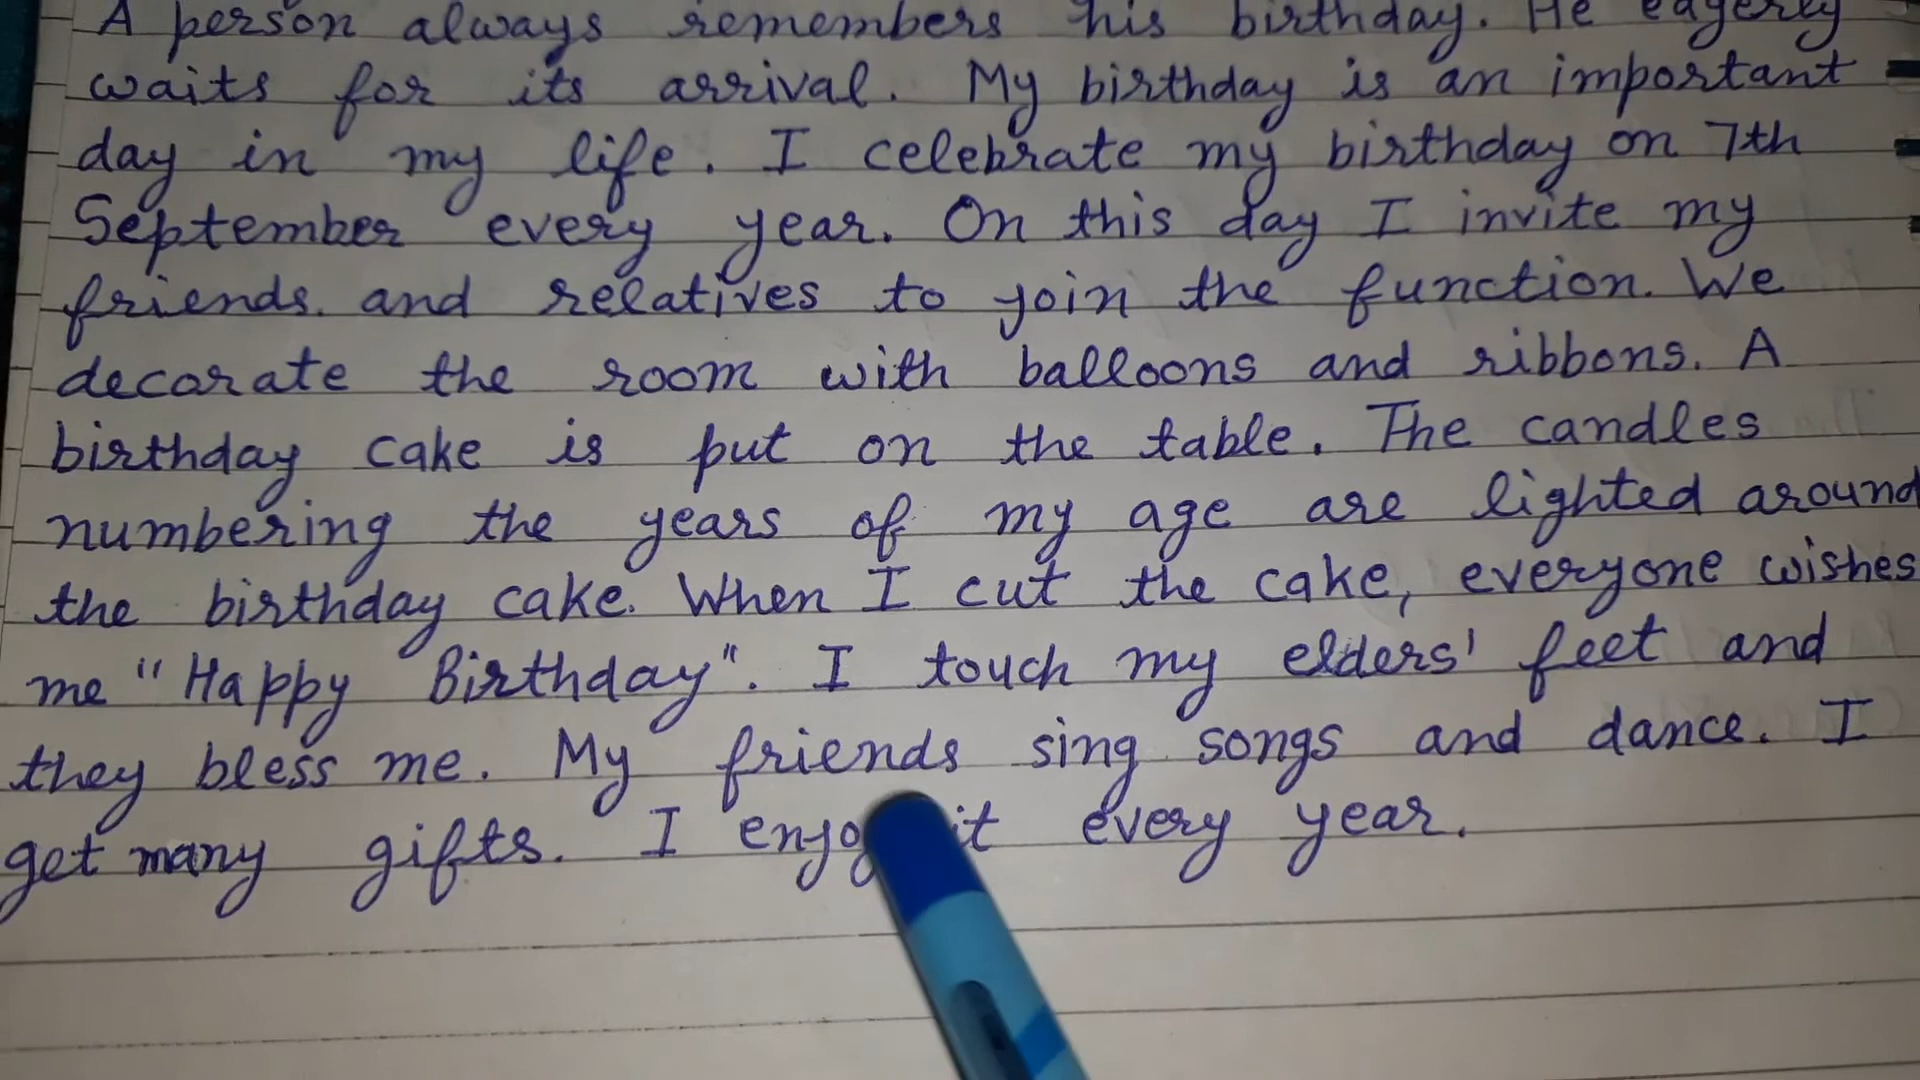 A person always remembers his birthday. He eagerly
waits for its arrival. My birthday is an important
day in my life. I celebrate my birthday on 7th
September every year. On this day I invite my
friends. and relatives to join the function. We
decorate the room with balloons and ribbons. A
birthday cake is put on the table. The candles
numbering the years of my age are lighted around
the birthday cake. When I cut the cake, everyone wishes
me "Happy Birthday". I touch my elders' feet and
they bless me. My friends sing songs and dance. I
get many gifts. I enjoy it every year.